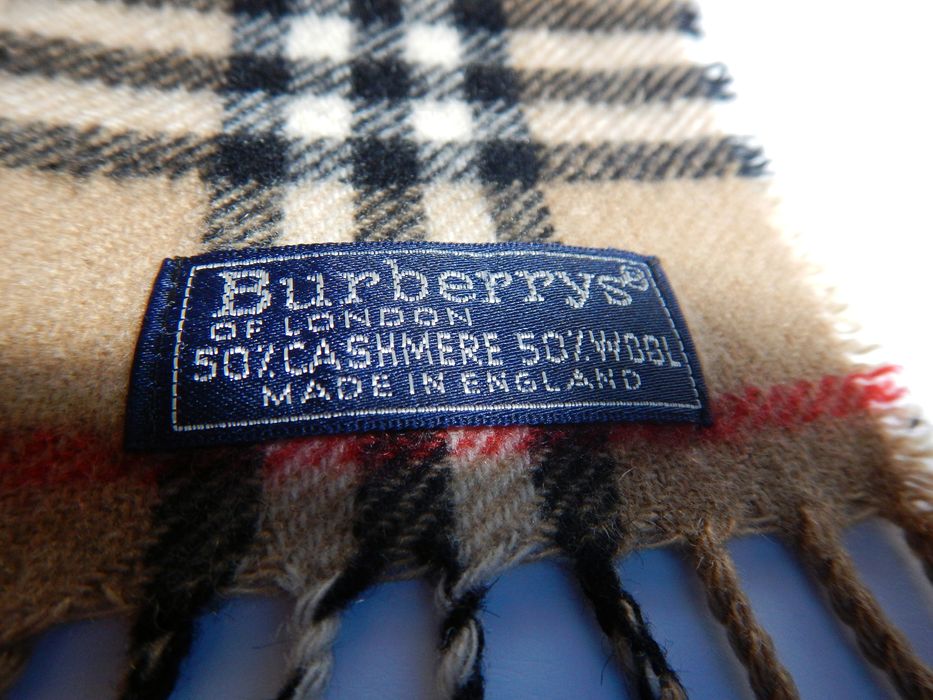 Burberrys®
OF LONDON
50%CASHMERE 50%WOOL
MADE IN ENGLAND